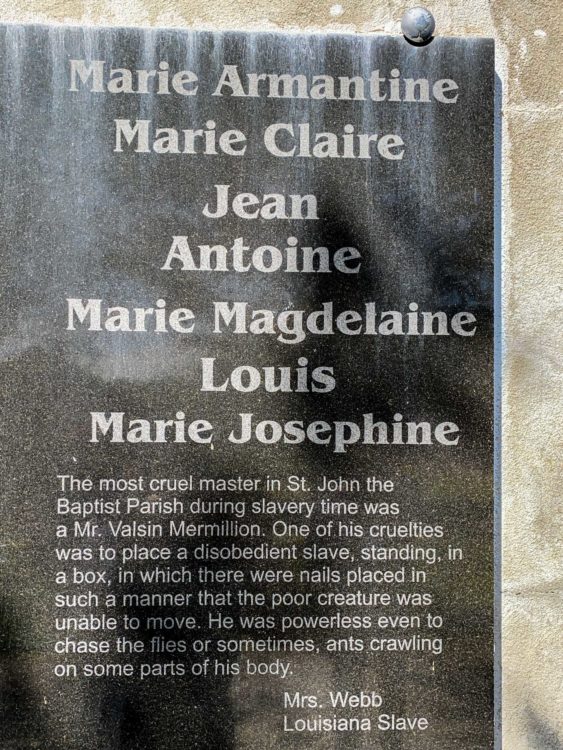 Marie Armantine
Marie Claire
Jean
Antoine
Marie Magdelaine
Louis
Marie Josephine
The most cruel master in St. John the
Baptist Parish during slavery time was
a Mr. Valsin Mermillion. One of his cruelties
was to place a disobedient slave, standing, in
a box, in which there were nails placed in
such a manner that the poor creature was
unable to move. He was powerless even to
chase the flies or sometimes, ants crawling
on some parts of his body.
Mrs. Webb
Louisiana Slave